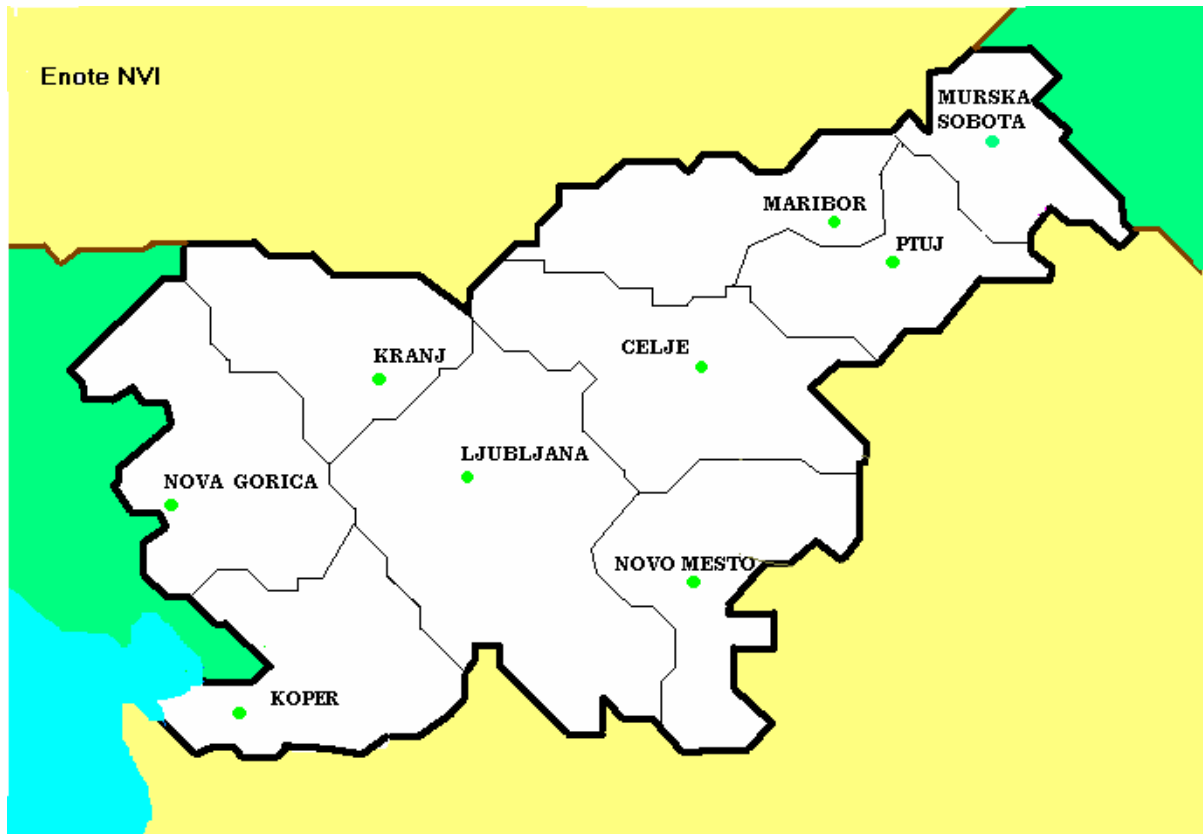 Enote NVI
MURSKA
SOBOTA
MARIBOR
PTUJ
CELJE
KRANJ
LJUBLJANA
NOVA GORICA
NOVO MESTO
KOPER